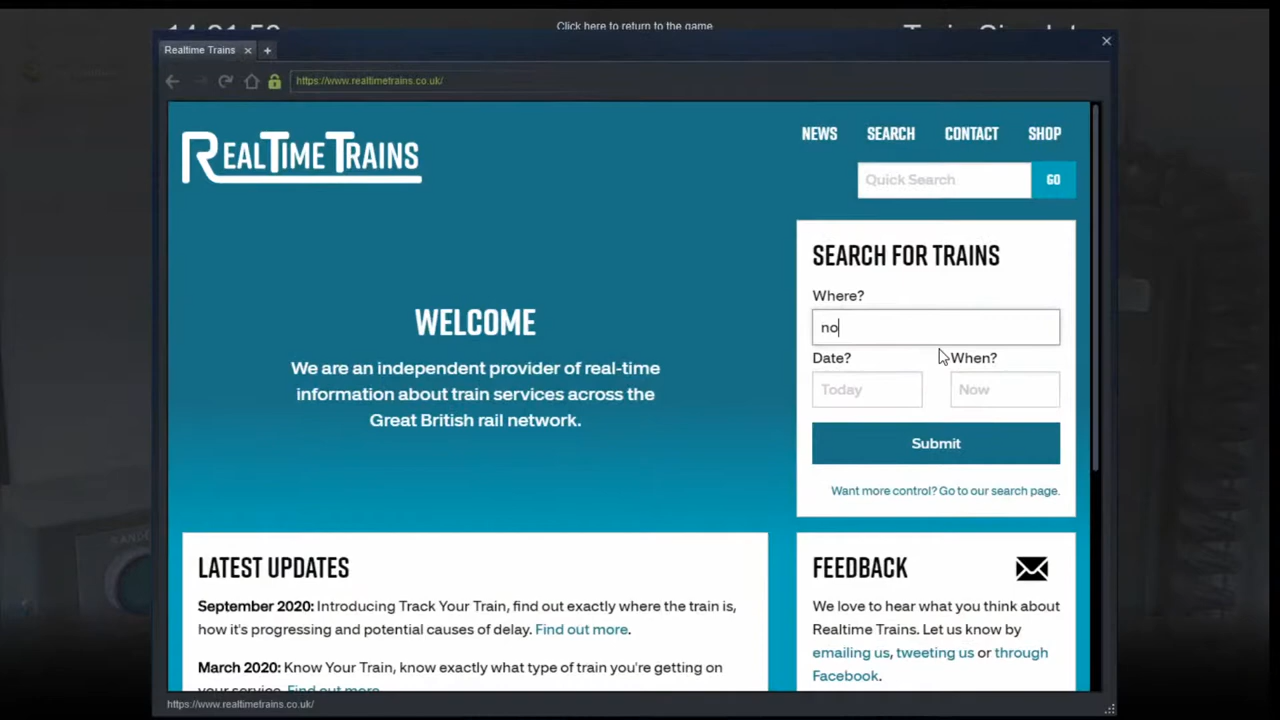 Click here to return to the game
Realtime Trains
https://www.realtimetrains.co.uk/
REALTIME TRAINS
NEWS SEARCH CONTACT SHOP
Quick Search GO
SEARCH FOR TRAINS
Where?
no
Date? When?
Today Now
Submit
Want more control? Go to our search page.
WELCOME
We are an independent provider of real-time
information about train services across the
Great British rail network.
LATEST UPDATES
September 2020: Introducing Track Your Train, find out exactly where the train is,
how it's progressing and potential causes of delay. Find out more.
March 2020: Know Your Train, know exactly what type of train you're getting on
your service. Find out more.
FEEDBACK
We love to hear what you think about
Realtime Trains. Let us know by
emailing us, tweeting us or through
Facebook.
https://www.realtimetrains.co.uk/